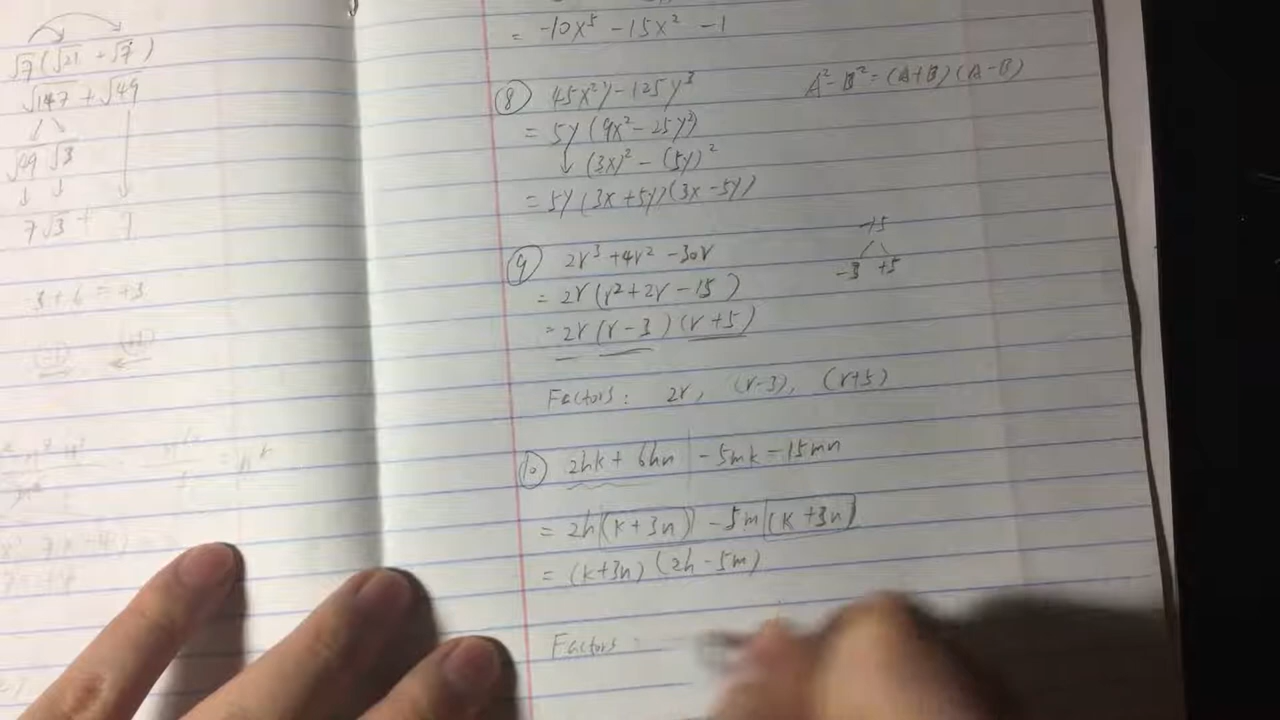 √7(√21 + √7)
√147 + √49
√49 √3
7√3 + 7
3 + 6 = +3
= -10x⁵ - 15x² - 1
⑧ 45x²y - 125y³
A² - B² = (A+B)(A-B)
= 5y(9x² - 25y²)
(3x)² - (5y)²
= 5y(3x + 5y)(3x - 5y)
-15
-3 +5
⑨ 2r³ + 4r² - 30r
= 2r(r² + 2r - 15)
= 2r(r - 3)(r + 5)
Factors: 2r, (r-3), (r+5)
⑩ 2hk + 6hn - 5mk - 15mn
= 2h(k + 3n) - 5m(k + 3n)
= (k+3n)(2h - 5m)
Factors: